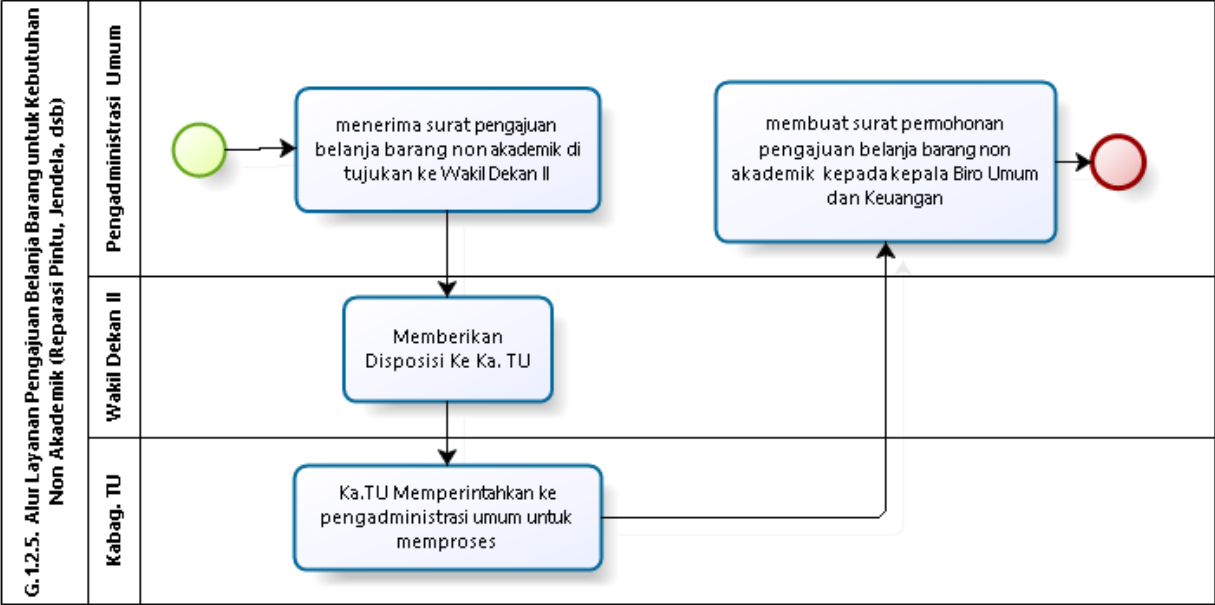 G.1.2.5. Alur Layanan Pengajuan Belanja Barang untuk Kebutuhan
Non Akademik (Reparasi Pintu, Jendela, dsb)
Pengadministrasi Umum
menerima surat pengajuan
belanja barang non akademik di
tujukan ke Wakil Dekan II
membuat surat permohonan
pengajuan belanja barang non
akademik kepada kepala Biro Umum
dan Keuangan
Wakil Dekan II
Memberikan
Disposisi Ke Ka. TU
Kabag. TU
Ka.TU Memperintahkan ke
pengadministrasi umum untuk
memproses